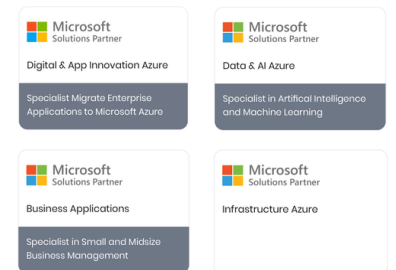 Microsoft
Solutions Partner
Digital & App Innovation Azure
Specialist Migrate Enterprise
Applications to Microsoft Azure
Microsoft
Solutions Partner
Data & AI Azure
Specialist in Artifical Intelligence
and Machine Learning
Microsoft
Solutions Partner
Business Applications
Specialist in Small and Midsize
Business Management
Microsoft
Solutions Partner
Infrastructure Azure